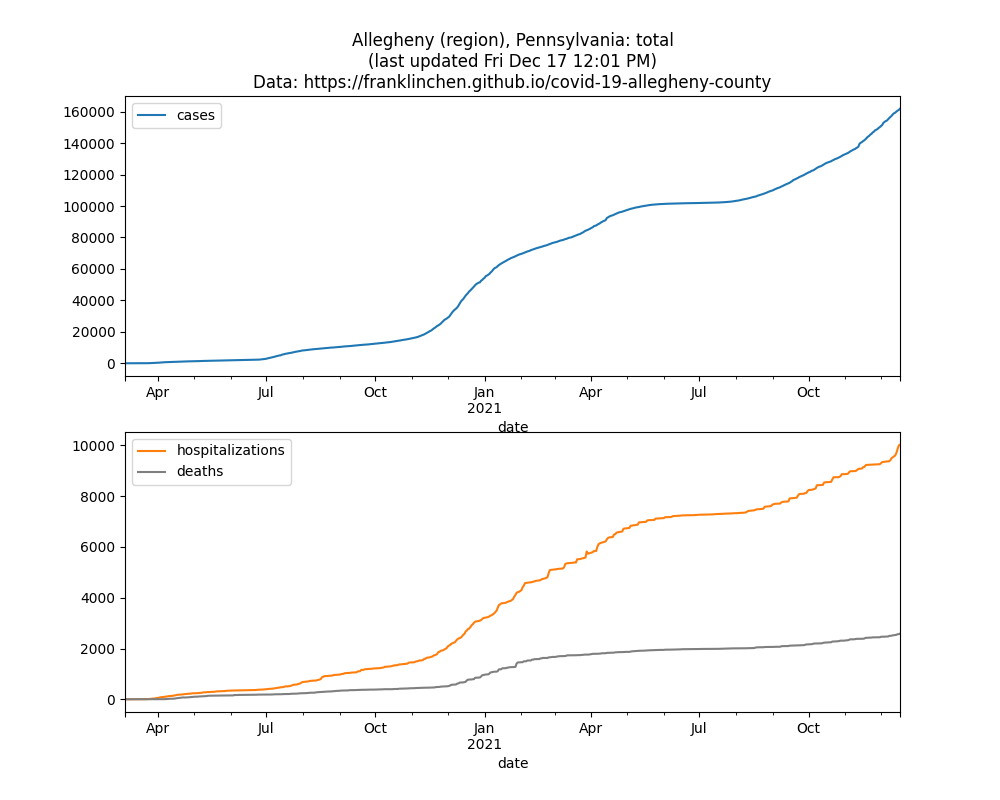 Allegheny (region), Pennsylvania: total
(last updated Fri Dec 17 12:01 PM)
Data: https://franklinchen.github.io/covid-19-allegheny-county
cases
160000
140000
120000
100000
80000
60000
40000
20000
0
Apr Jul Oct Jan Apr Jul Oct
2021
date
hospitalizations
deaths
10000
8000
6000
4000
2000
0
Apr Jul Oct Jan Apr Jul Oct
2021
date